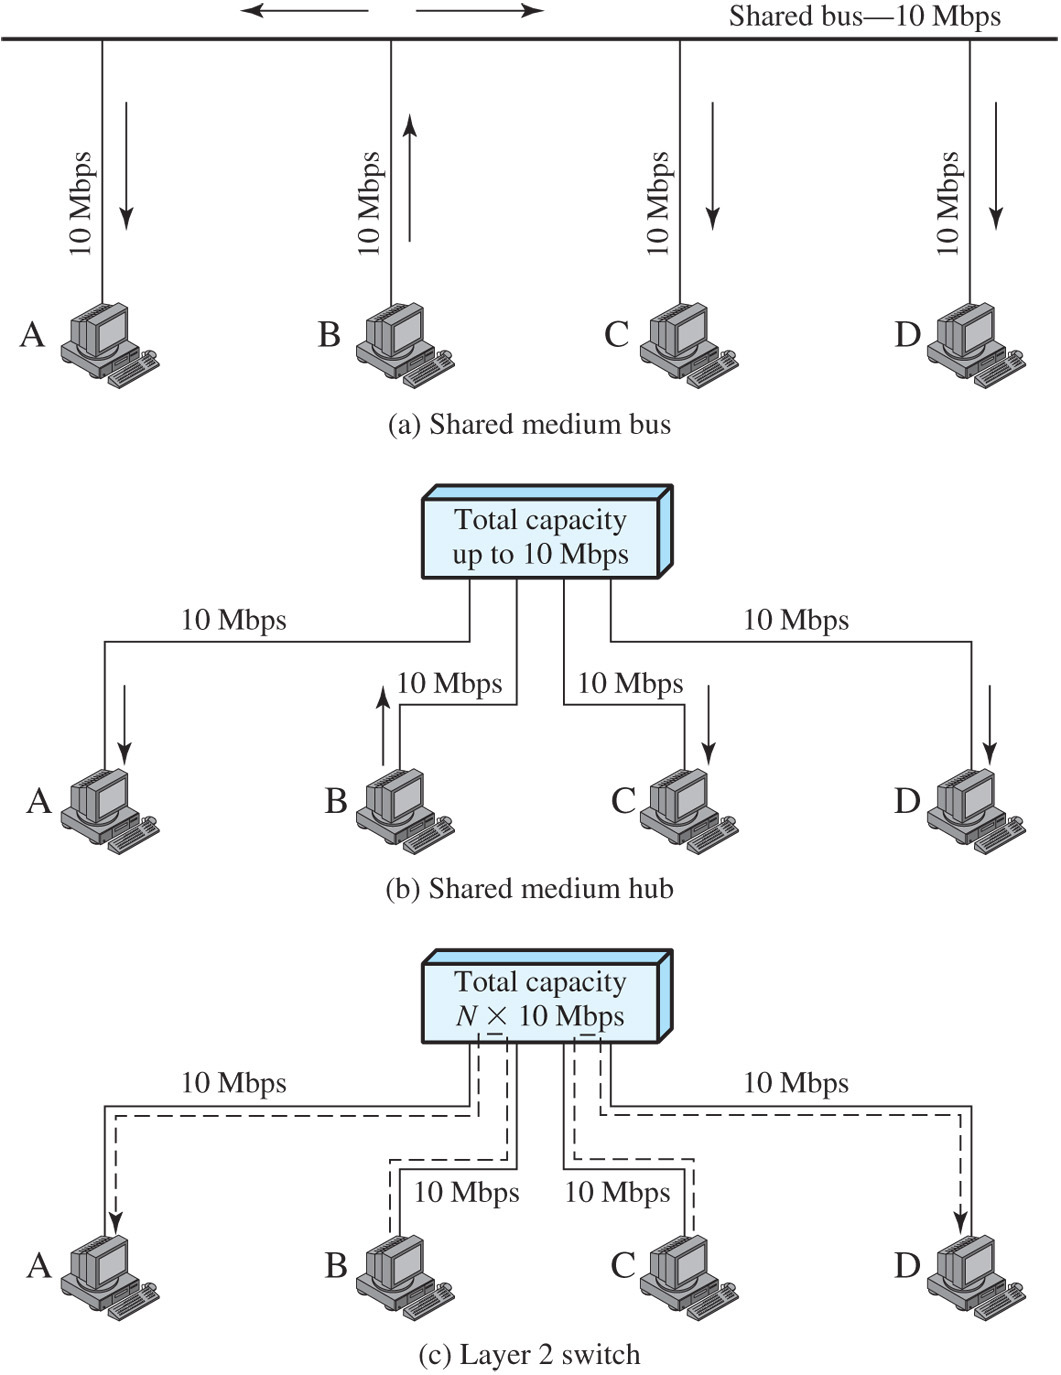 Shared bus—10 Mbps
10 Mbps
10 Mbps
10 Mbps
10 Mbps
A
B
C
D
(a) Shared medium bus
Total capacity
up to 10 Mbps
10 Mbps
10 Mbps
10 Mbps
10 Mbps
A
B
C
D
(b) Shared medium hub
Total capacity
N × 10 Mbps
10 Mbps
10 Mbps
10 Mbps
10 Mbps
A
B
C
D
(c) Layer 2 switch